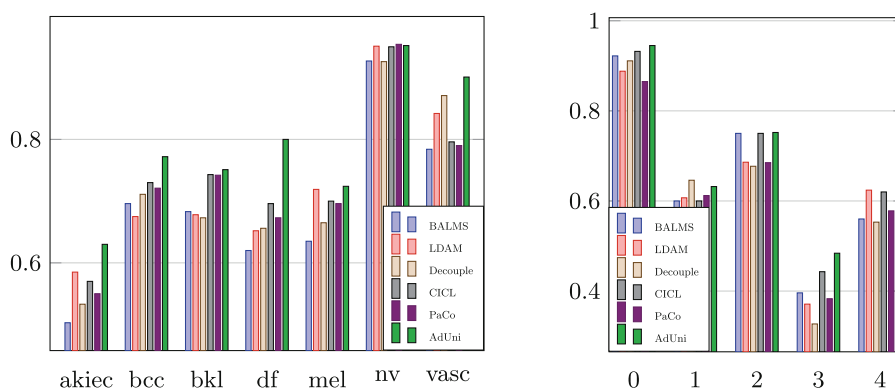 0.8
0.6
BALMS
LDAM
Decouple
CICL
PaCo
AdUni
akiec bcc bkl df mel nv vasc
1
0.8
0.6
0.4
BALMS
LDAM
Decouple
CICL
PaCo
AdUni
0 1 2 3 4